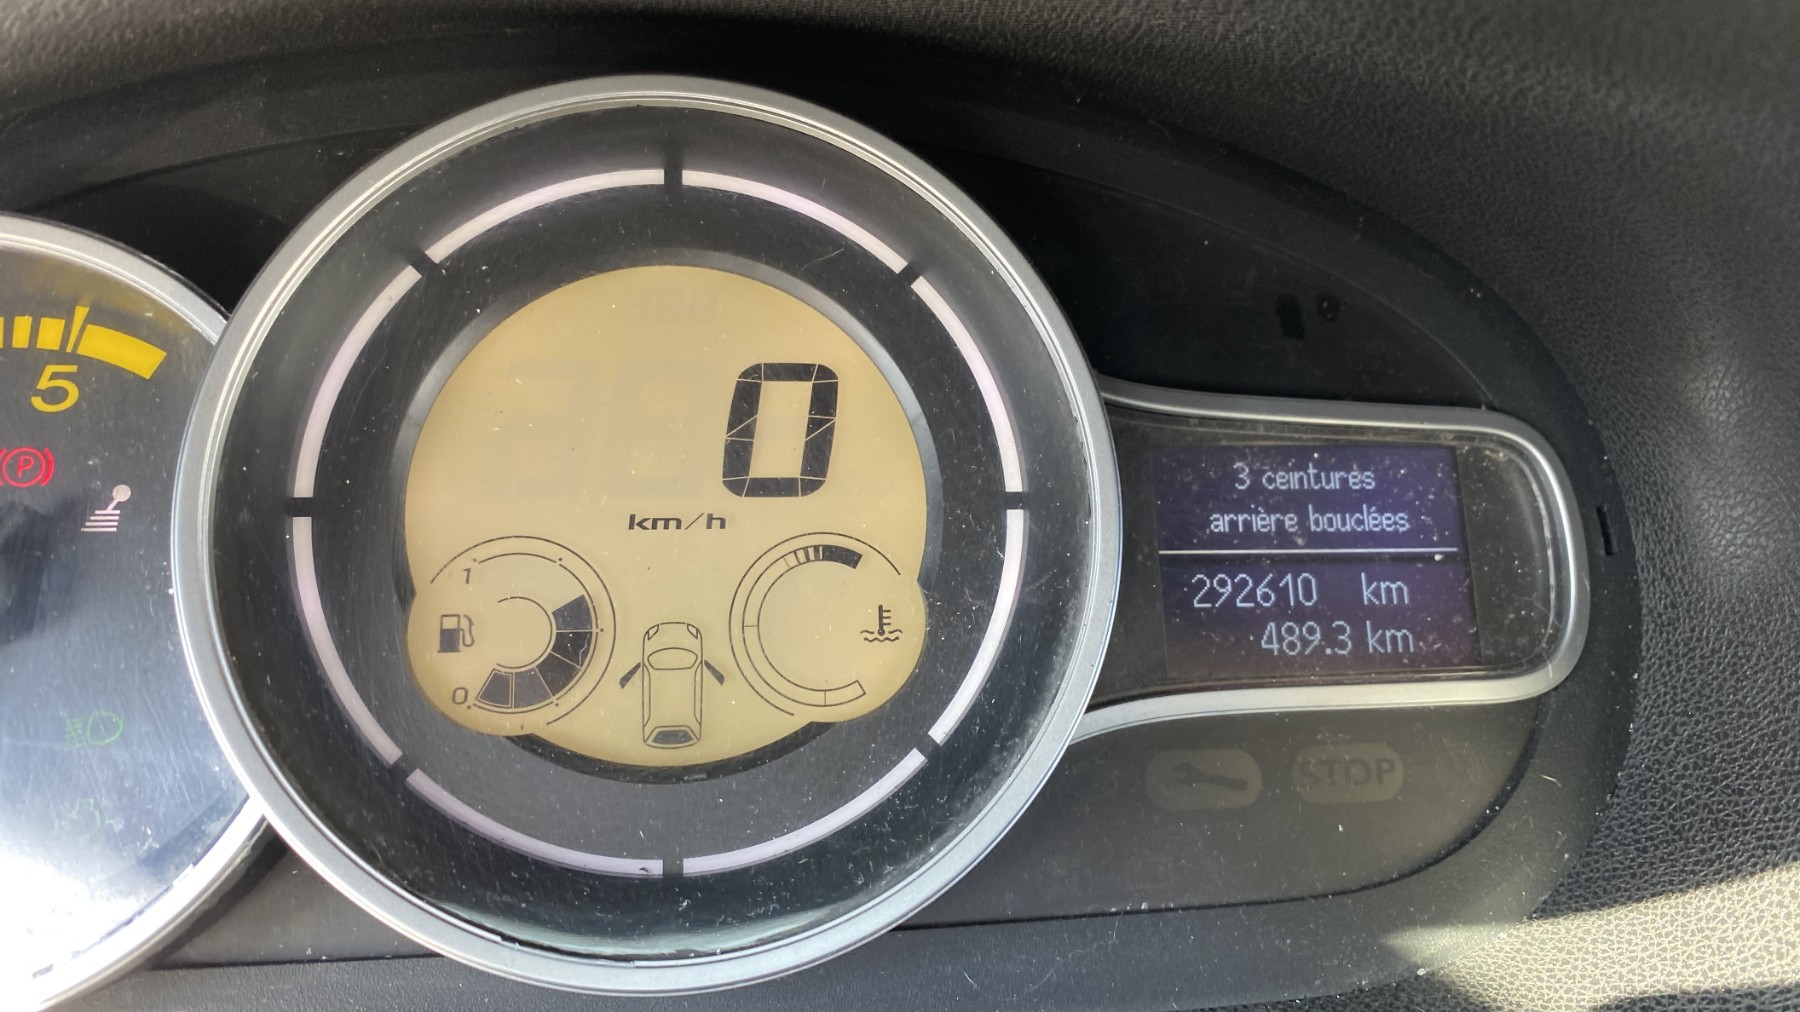 5
P
0
km/h
1
0
3 ceintures
arrière bouclées
292610 km
489.3 km
STOP